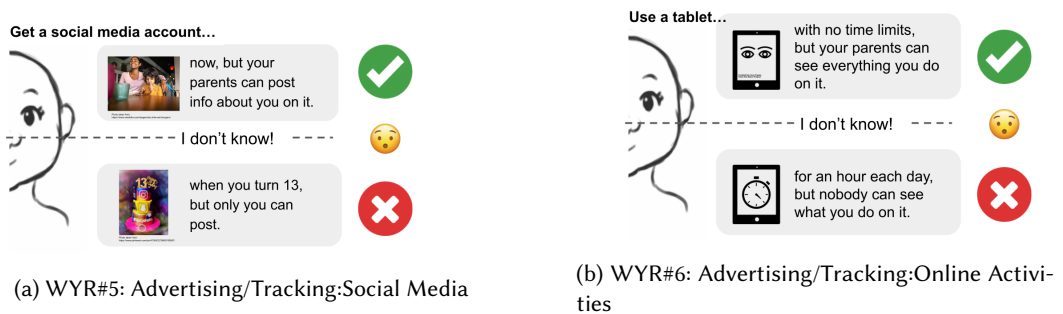 Get a social media account…
now, but your
parents can post
info about you on it.
I don’t know!
13
when you turn 13,
but only you can
post.
(a) WYR#5: Advertising/Tracking:Social Media
Use a tablet…
with no time limits,
but your parents can
see everything you do
on it.
I don’t know!
for an hour each day,
but nobody can see
what you do on it.
(b) WYR#6: Advertising/Tracking:Online Activi-
ties